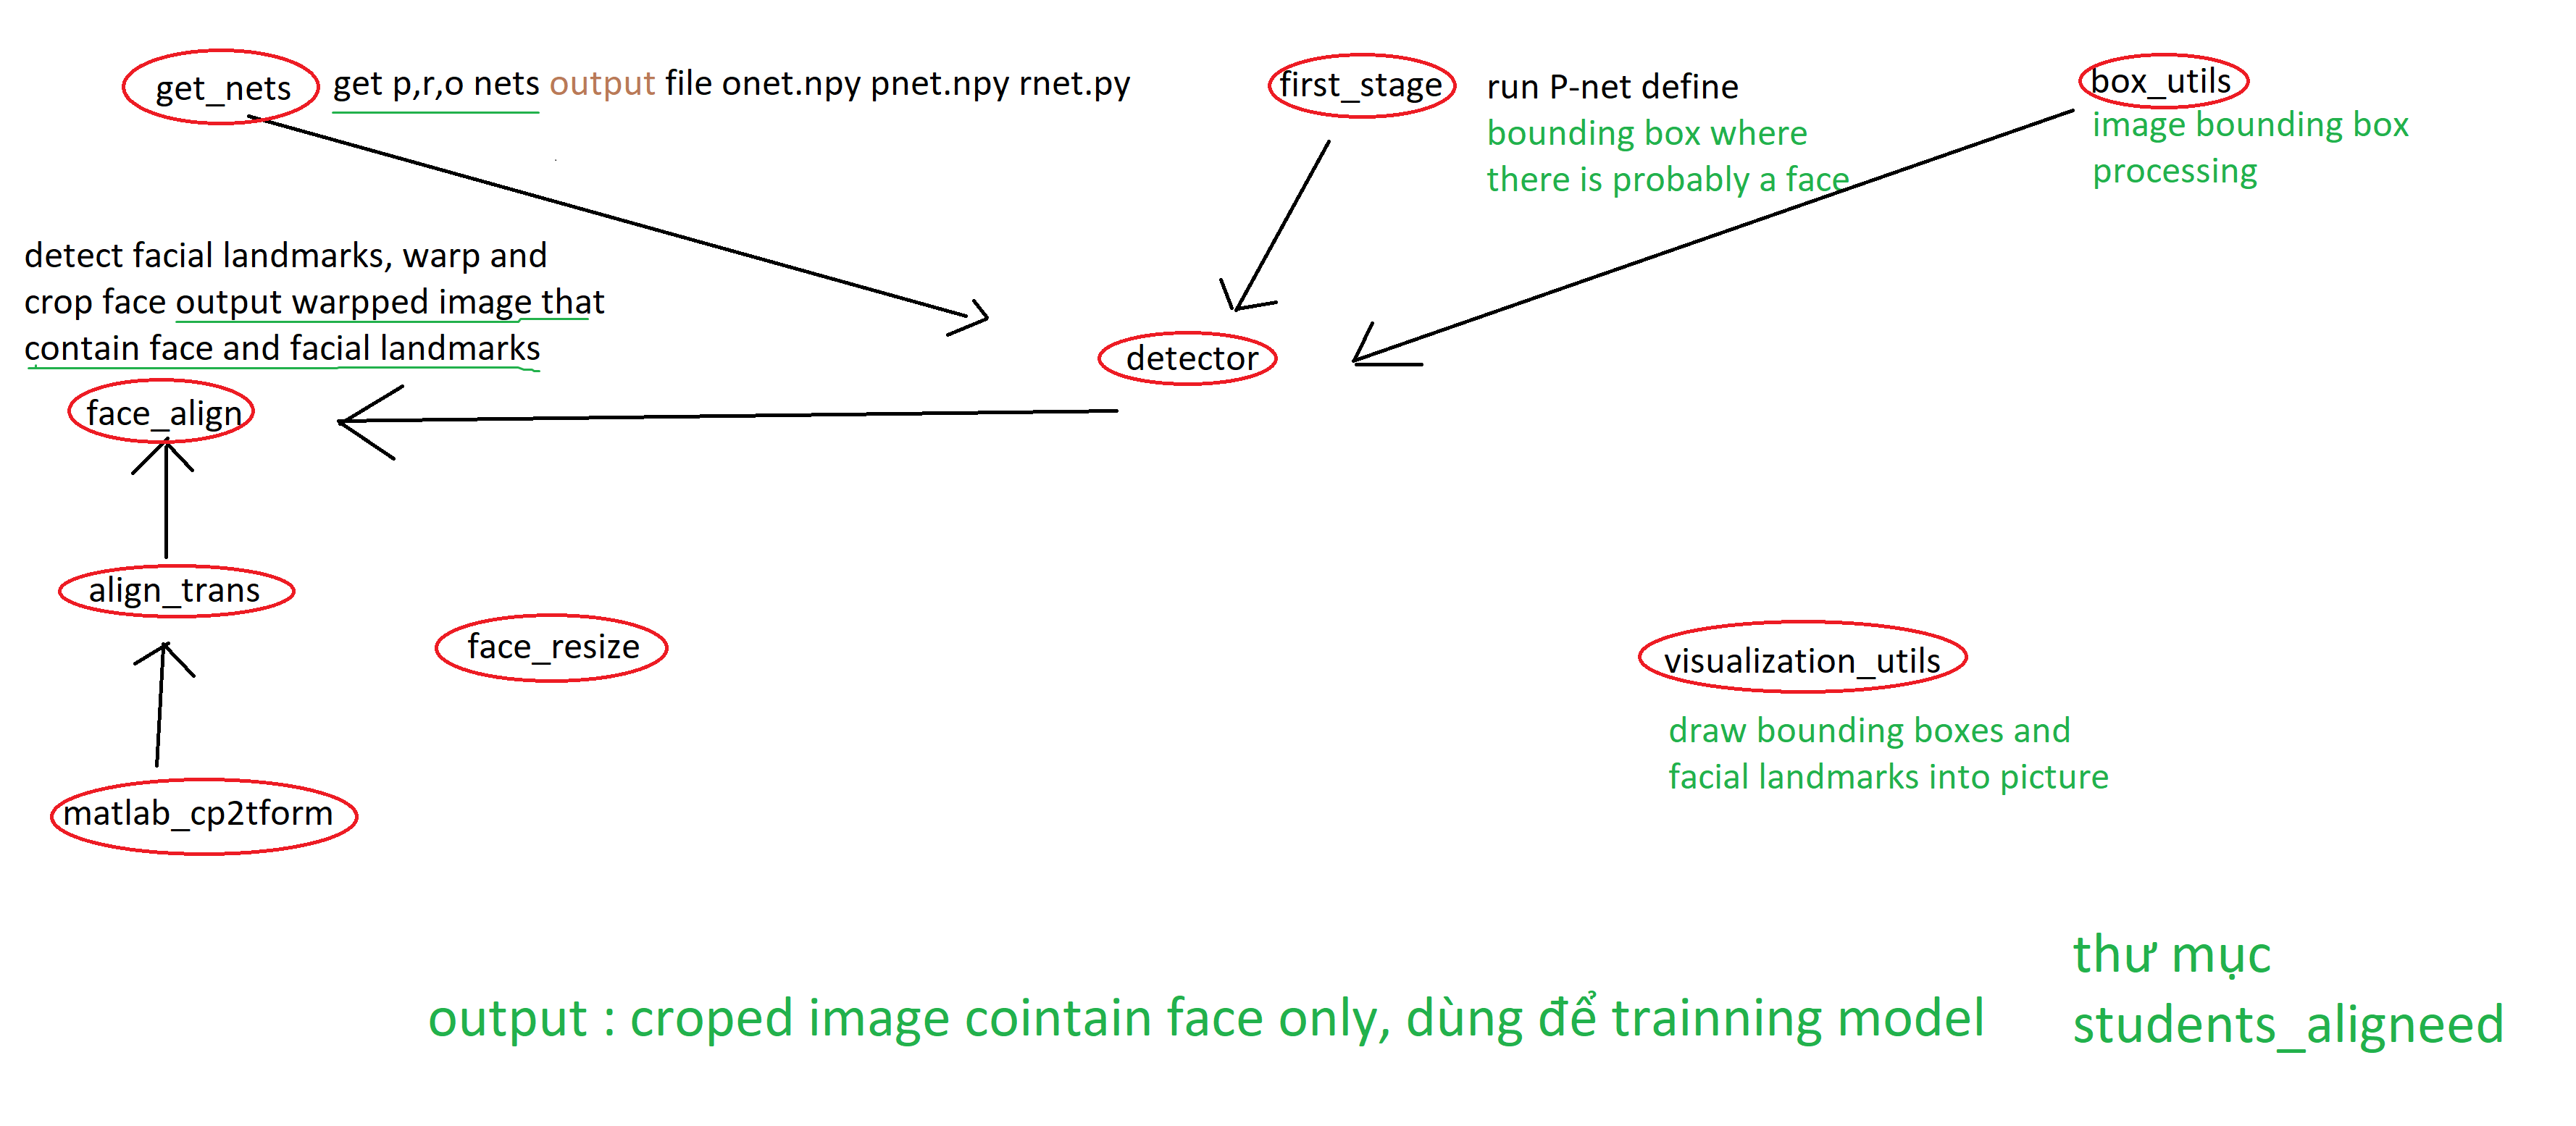 get_nets
get p,r,o nets output file onet.npy pnet.npy rnet.py
first_stage
run P-net define
bounding box where
there is probably a face
box_utils
image bounding box
processing
detect facial landmarks, warp and
crop face output warpped image that
contain face and facial landmarks
detector
face_align
align_trans
face_resize
visualization_utils
draw bounding boxes and
facial landmarks into picture
matlab_cp2tform
output : croped image cointain face only, dùng để trainning model
thư mục
students_aligneed